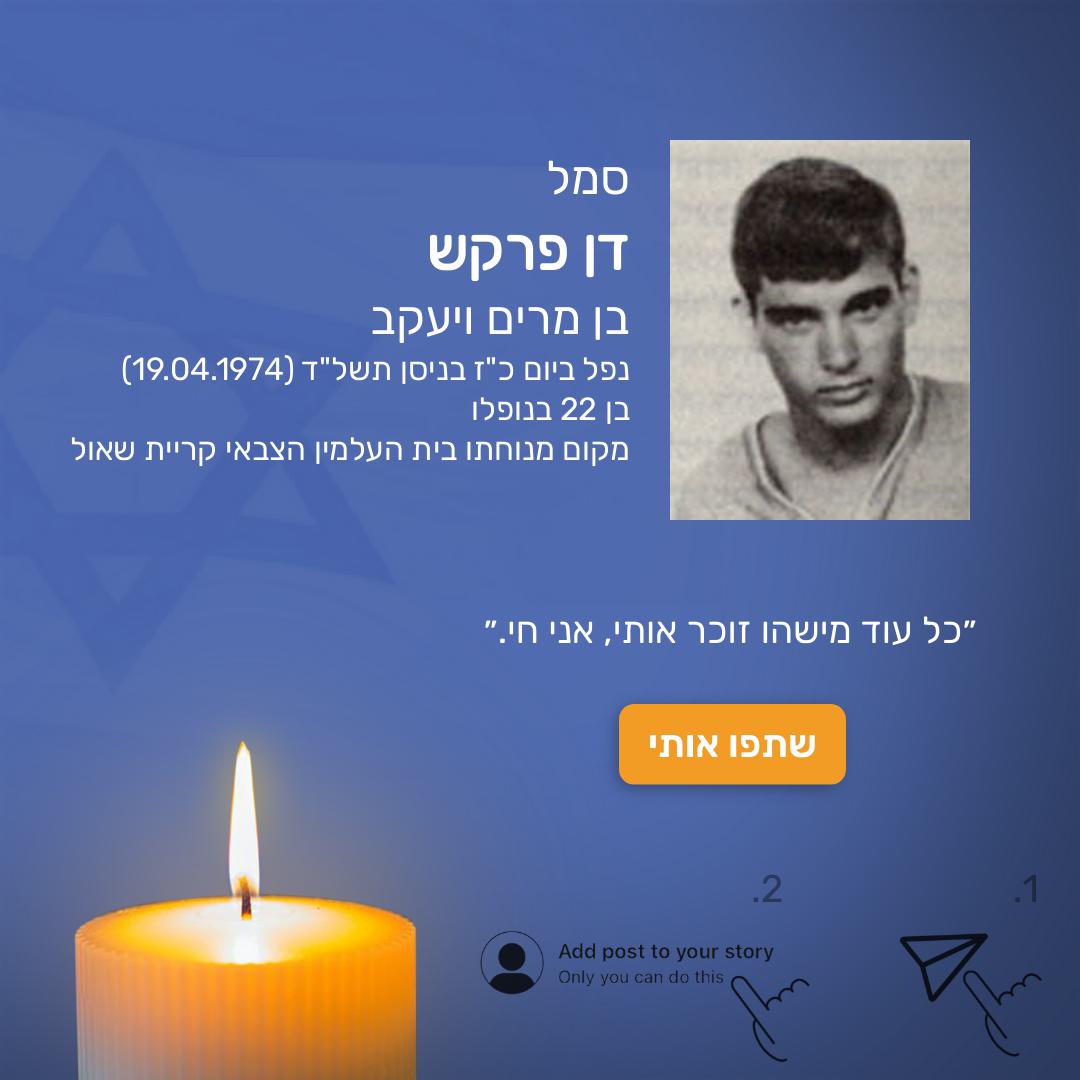 סמל
דן פרקש
בן מרים ויעקב
נפל ביום כ"ז בניסן תשל"ד (19.04.1974)
בן 22 בנופלו
מקום מנוחתו בית העלמין הצבאי קריית שאול
״כל עוד מישהו זוכר אותי, אני חי.״
שתפו אותי
1.
2.
Add post to your story
Only you can do this